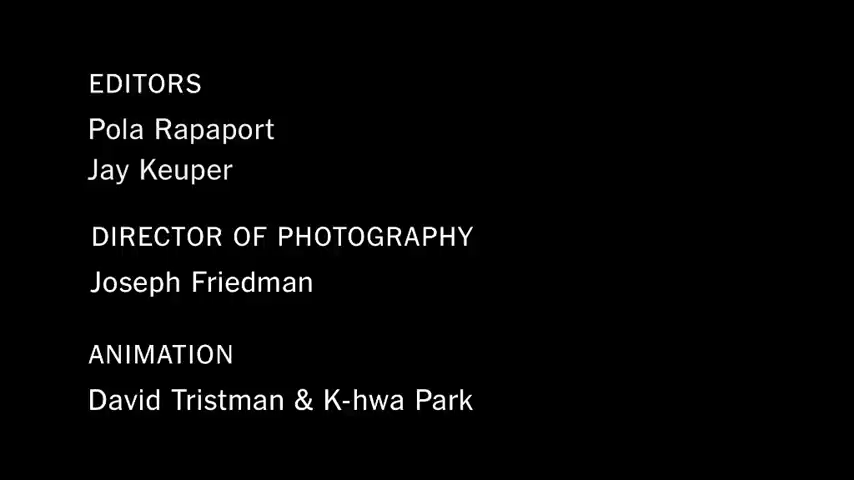 EDITORS
Pola Rapaport
Jay Keuper
DIRECTOR OF PHOTOGRAPHY
Joseph Friedman
ANIMATION
David Tristman & K-hwa Park